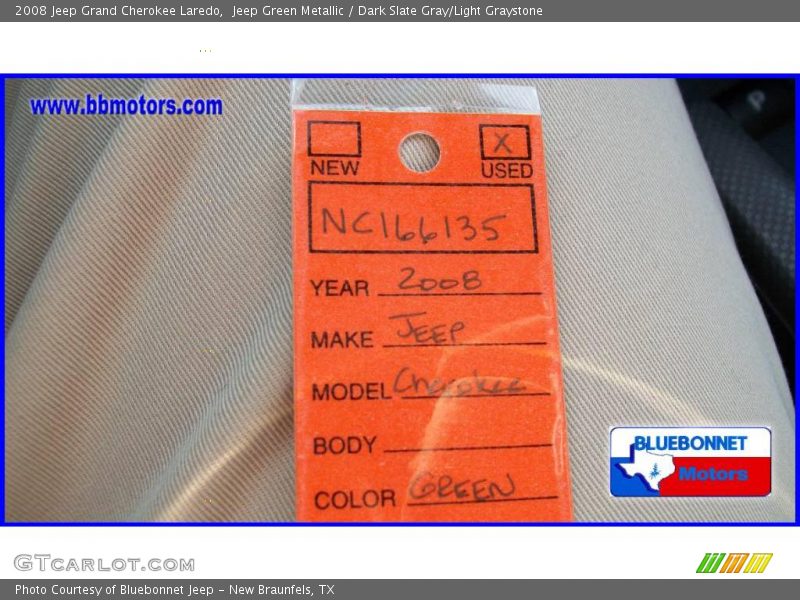 2008 Jeep Grand Cherokee Laredo,  Jeep Green Metallic / Dark Slate Gray/Light Graystone
www.bbmotors.com
X
NEW USED
NC166135
YEAR 2008
MAKE JEEP
MODEL Cherokee
BODY
COLOR GREEN
BLUEBONNET
Motors
GTCARLOT.COM
Photo Courtesy of Bluebonnet Jeep - New Braunfels, TX